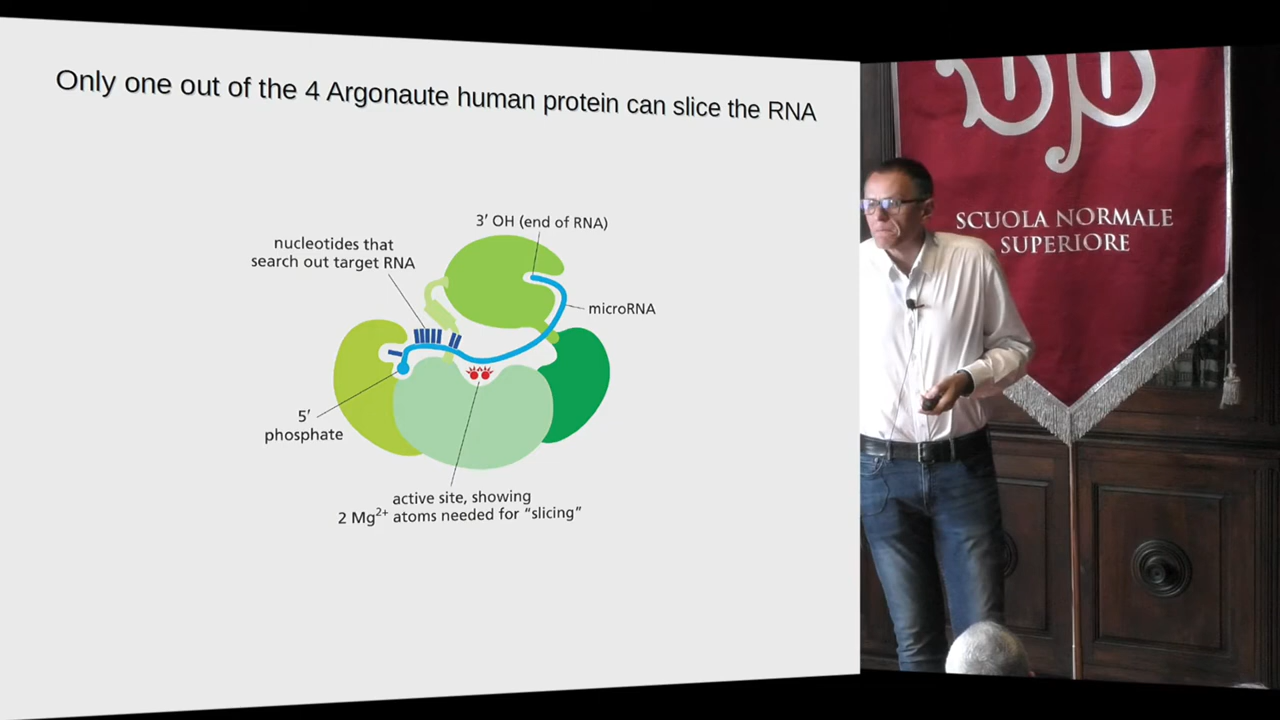 Only one out of the 4 Argonaute human protein can slice the RNA
3′ OH (end of RNA)
nucleotides that
search out target RNA
microRNA
5′
phosphate
active site, showing
2 Mg²⁺ atoms needed for “slicing”
SCUOLA NORMALE
SUPERIORE